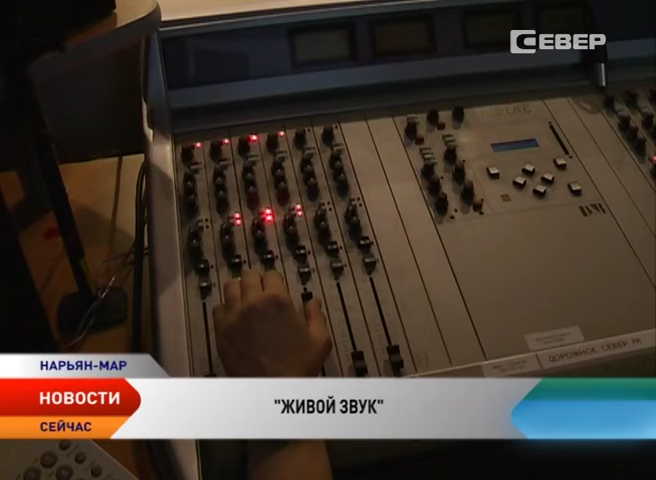 СЕВЕР
ДОРОЖНОЕ СЕВЕР FM
НАРЬЯН-МАР
НОВОСТИ
"ЖИВОЙ ЗВУК"
СЕЙЧАС